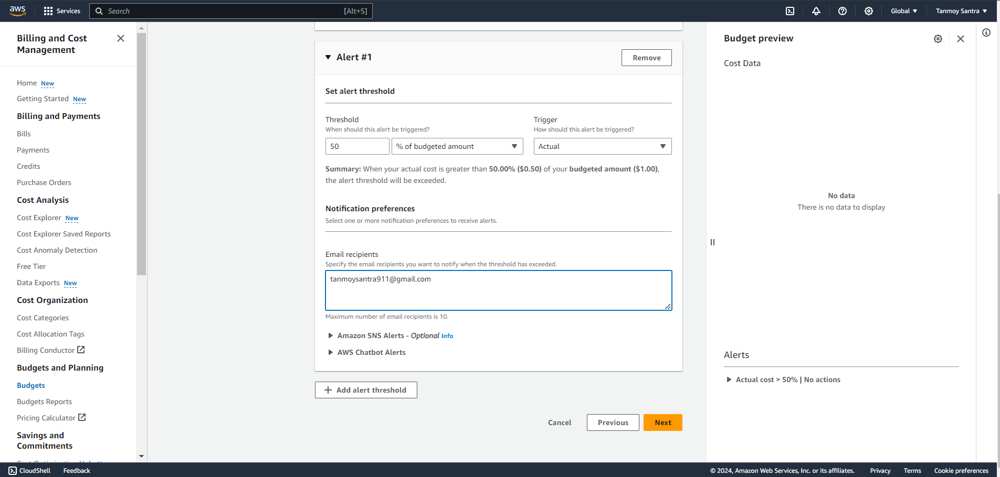 aws
Services
Search
[Alt+S]
Global
Tanmoy Santra
Billing and Cost
Management
Home New
Getting Started New
Billing and Payments
Bills
Payments
Credits
Purchase Orders
Cost Analysis
Cost Explorer New
Cost Explorer Saved Reports
Cost Anomaly Detection
Free Tier
Data Exports New
Cost Organization
Cost Categories
Cost Allocation Tags
Billing Conductor
Budgets and Planning
Budgets
Budgets Reports
Pricing Calculator
Savings and
Commitments
Alert #1
Remove
Set alert threshold
Threshold
When should this alert be triggered?
50
% of budgeted amount
Trigger
How should this alert be triggered?
Actual
Summary: When your actual cost is greater than 50.00% ($0.50) of your budgeted amount ($1.00),
the alert threshold will be exceeded.
Notification preferences
Select one or more notification preferences to receive alerts.
Email recipients
Specify the email recipients you want to notify when the threshold has exceeded.
tanmoysantra911@gmail.com
Maximum number of email recipients is 10.
Amazon SNS Alerts - Optional Info
AWS Chatbot Alerts
Add alert threshold
Cancel
Previous
Next
Budget preview
Cost Data
No data
There is no data to display
Alerts
Actual cost > 50% | No actions
CloudShell
Feedback
© 2024, Amazon Web Services, Inc. or its affiliates.
Privacy
Terms
Cookie preferences